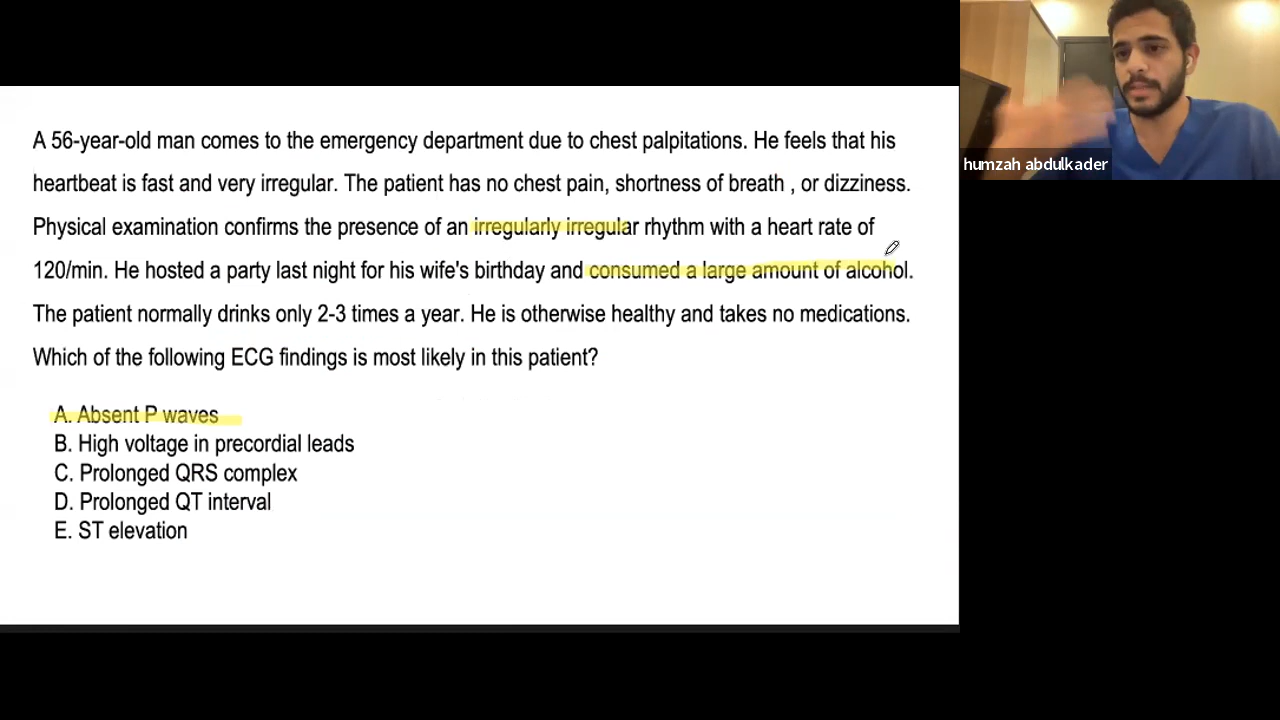 A 56-year-old man comes to the emergency department due to chest palpitations. He feels that his
heartbeat is fast and very irregular. The patient has no chest pain, shortness of breath , or dizziness.
Physical examination confirms the presence of an irregularly irregular rhythm with a heart rate of
120/min. He hosted a party last night for his wife's birthday and consumed a large amount of alcohol.
The patient normally drinks only 2-3 times a year. He is otherwise healthy and takes no medications.
Which of the following ECG findings is most likely in this patient?
A. Absent P waves
B. High voltage in precordial leads
C. Prolonged QRS complex
D. Prolonged QT interval
E. ST elevation
humzah abdulkader